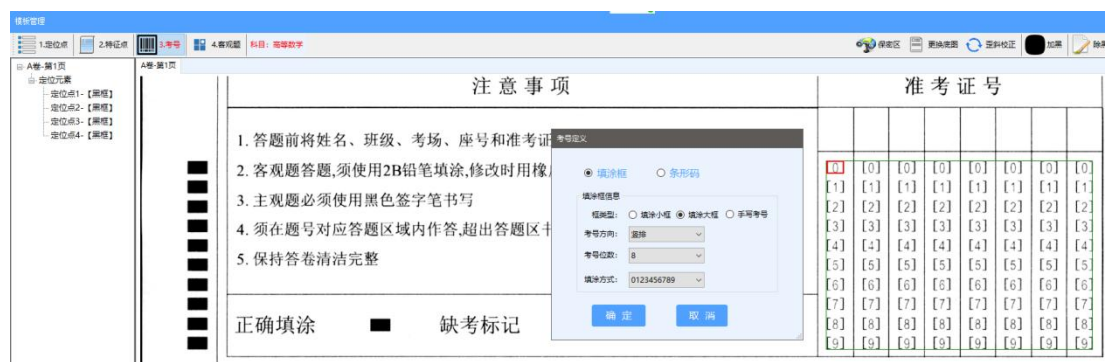 模板管理
1.定位点 2.特征点 3.考号 4.客观题 科目：高等数学 保密区 更换底图 歪斜校正 加黑
A卷-第1页
定位元素
定位点1-【黑框】
定位点2-【黑框】
定位点3-【黑框】
定位点4-【黑框】
A卷-第1页
注意事项
1. 答题前将姓名、班级、考场、座号和准考证
2. 客观题答题,须使用2B铅笔填涂,修改时用橡
3. 主观题必须使用黑色签字笔书写
4. 须在题号对应答题区域内作答,超出答题区书
5. 保持答卷清洁完整
正确填涂 缺考标记
考号定义
填涂框 条形码
填涂框信息
框类型： 填涂小框 填涂大框 手写考号
考号方向： 竖排
考号位数： 8
填涂方式： 0123456789
确 定 取 消
准考证号
[0] [0] [0] [0] [0] [0] [0] [0]
[1] [1] [1] [1] [1] [1] [1] [1]
[2] [2] [2] [2] [2] [2] [2] [2]
[3] [3] [3] [3] [3] [3] [3] [3]
[4] [4] [4] [4] [4] [4] [4] [4]
[5] [5] [5] [5] [5] [5] [5] [5]
[6] [6] [6] [6] [6] [6] [6] [6]
[7] [7] [7] [7] [7] [7] [7] [7]
[8] [8] [8] [8] [8] [8] [8] [8]
[9] [9] [9] [9] [9] [9] [9] [9]